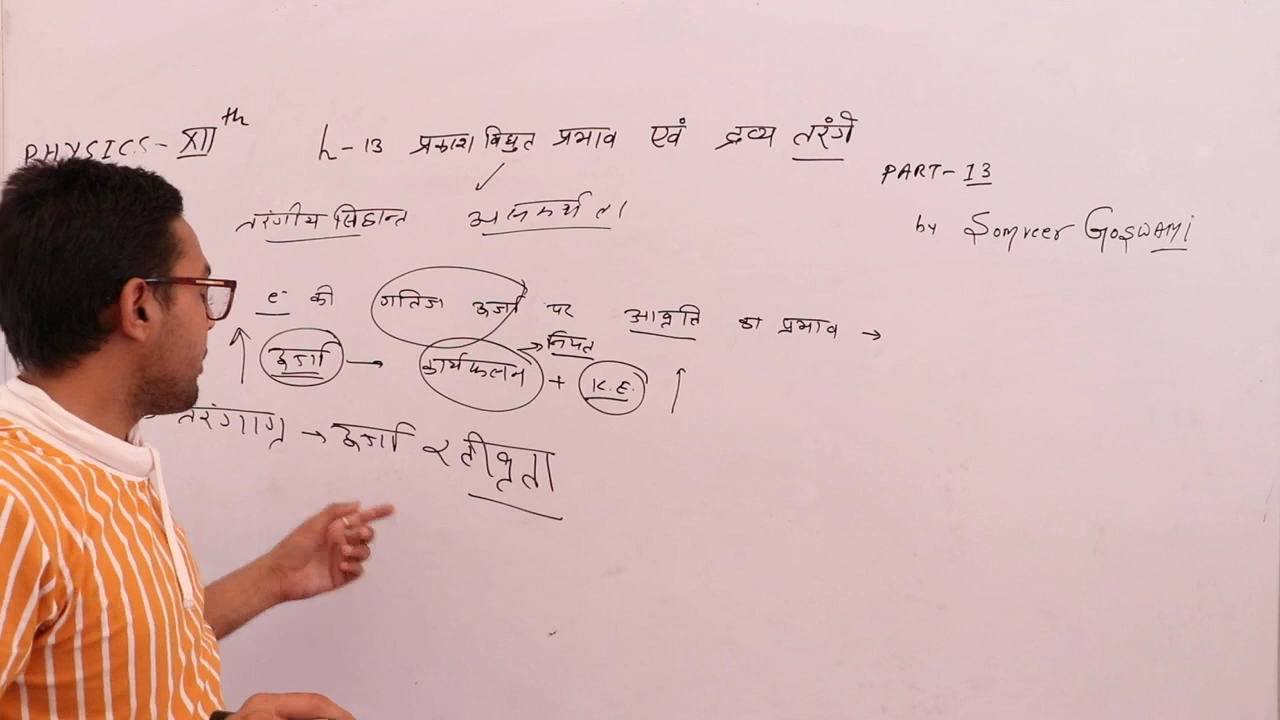 PHYSICS - XII th
h - 13 प्रकाश विधुत प्रभाव एवं द्रव्य तरंगे
PART - 13
by Somveer GOSWAMI
तरंगीय सिद्धान्त असमर्थता
e⁻ की गतिज ऊर्जा पर आवृति का प्रभाव →
↑ ऊर्जा → कार्यफलन → नियत + K.E. ↑
तरंगाग्र → ऊर्जा ∝ तीव्रता